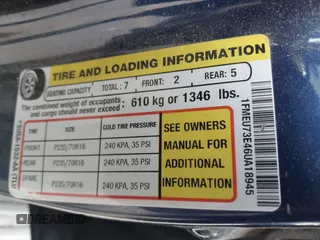 TIRE AND LOADING INFORMATION
SEATING CAPACITY TOTAL: 7 FRONT: 2 REAR: 5
The combined weight of occupants and cargo should never exceed: 610 kg or 1346 lbs.
TIRE SIZE COLD TIRE PRESSURE
FRONT P235/70R16 240 KPA, 35 PSI
REAR P235/70R16 240 KPA, 35 PSI
SPARE P235/70R16 240 KPA, 35 PSI
SEE OWNERS
MANUAL FOR
ADDITIONAL
INFORMATION
1FMEU73E46UA18945
DREAMBID